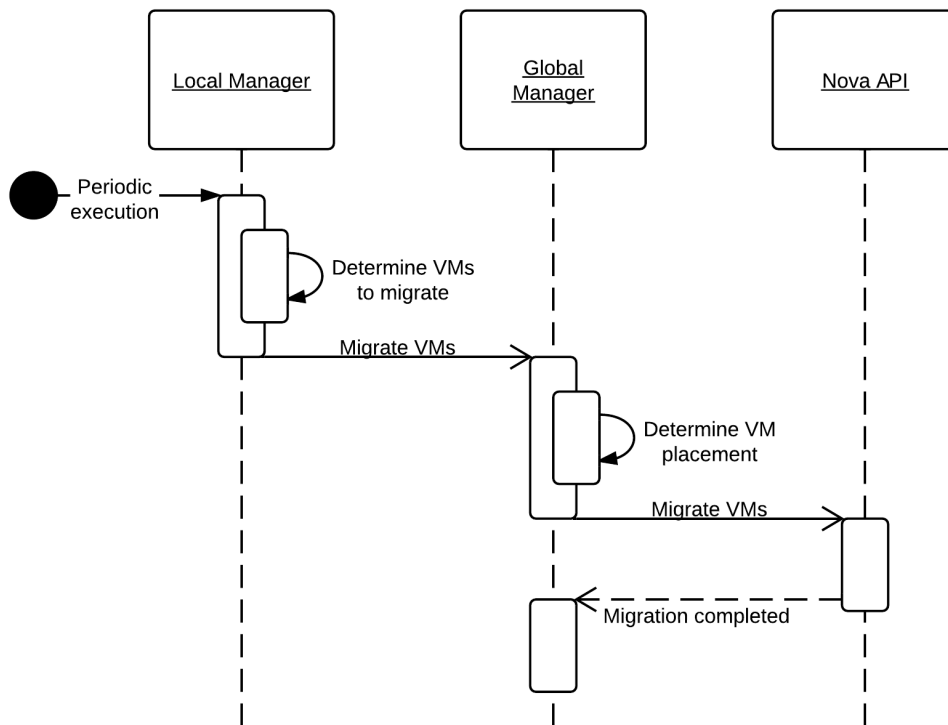 Local Manager
Global
Manager
Nova API
Periodic
execution
Determine VMs
to migrate
Migrate VMs
Determine VM
placement
Migrate VMs
Migration completed